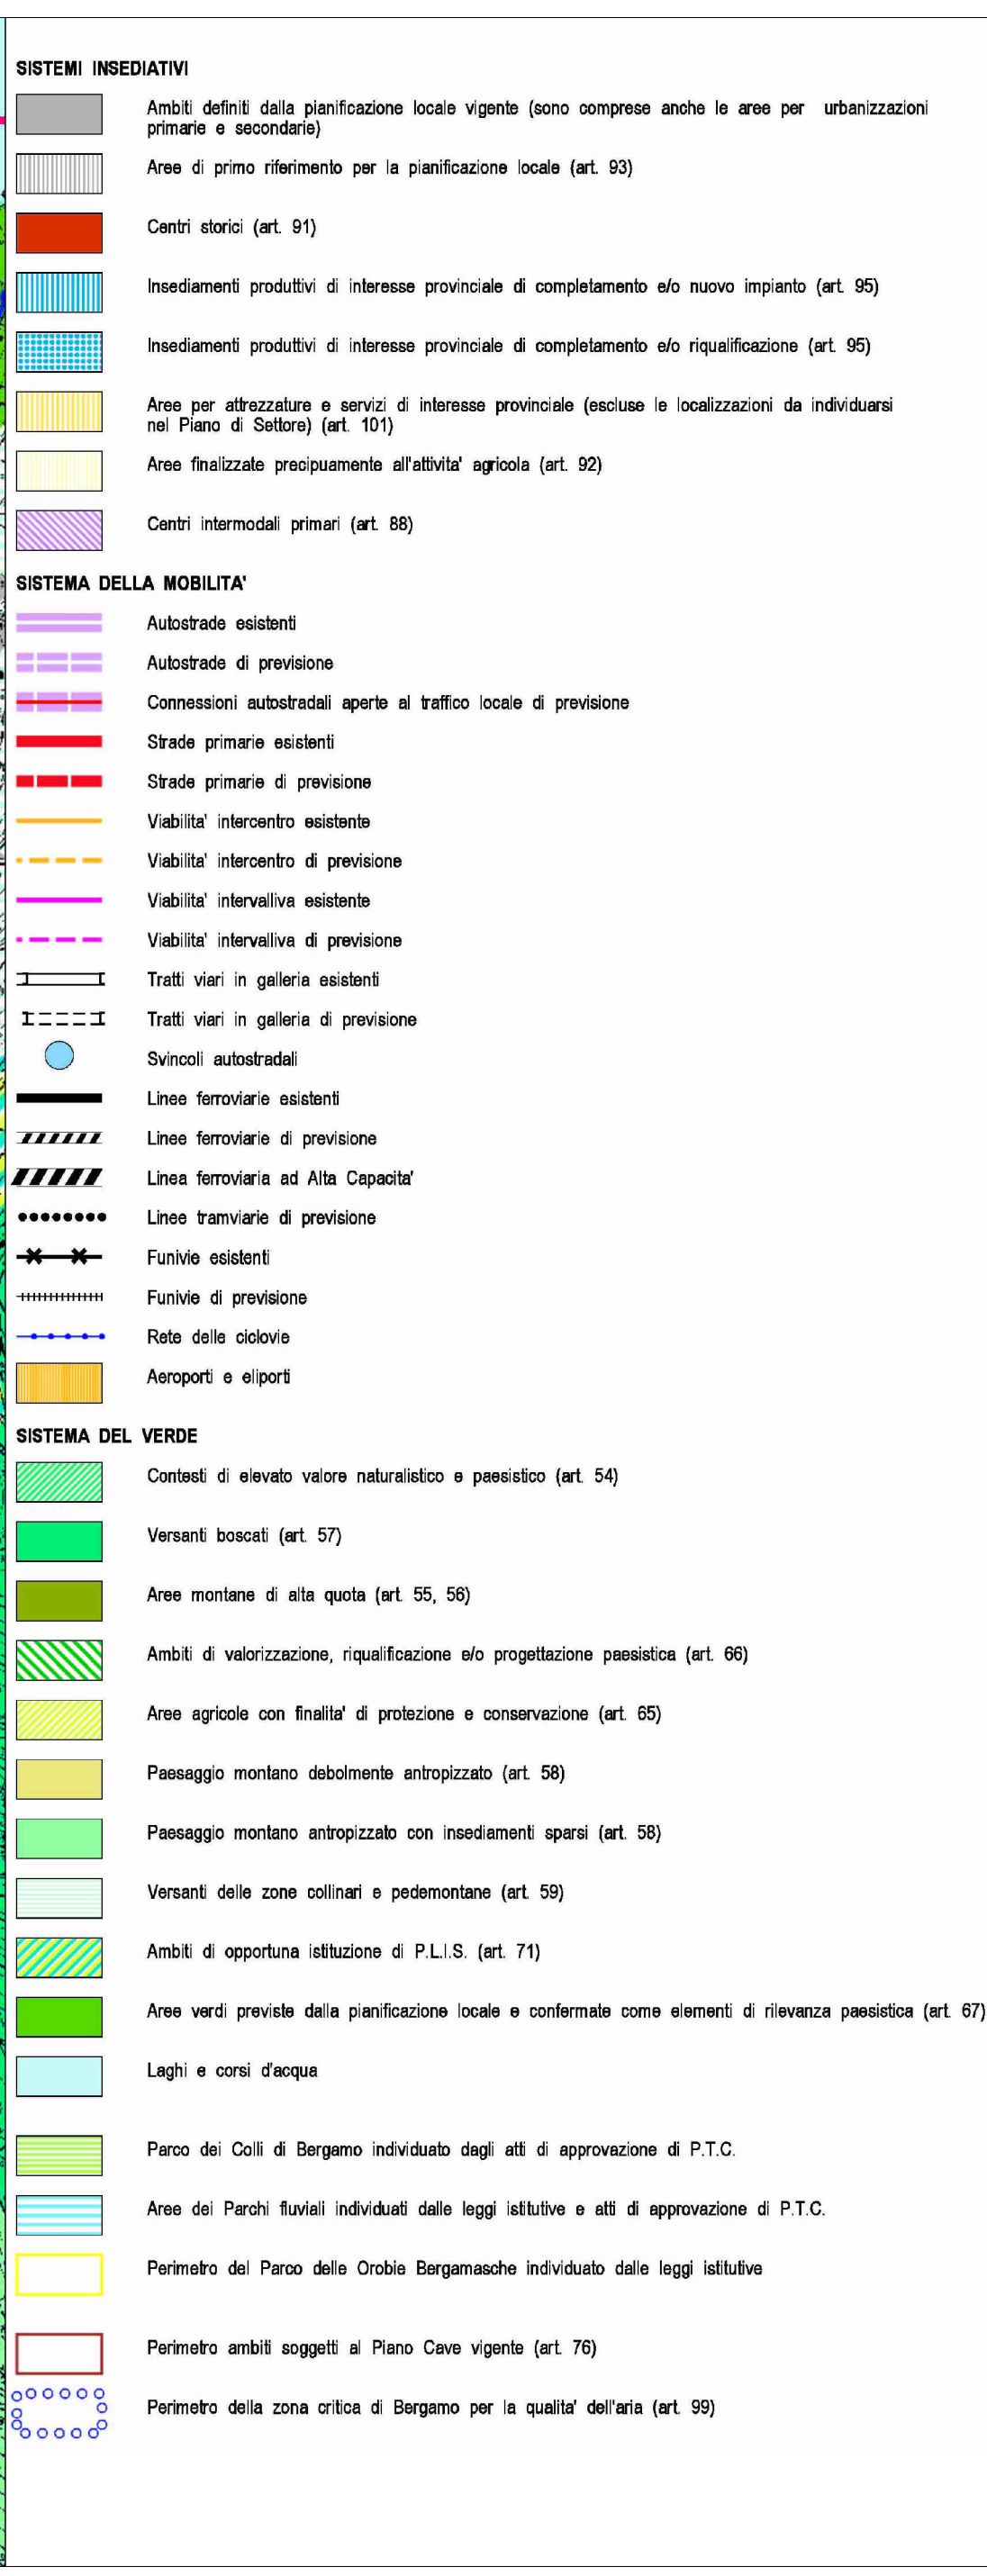 SISTEMI INSEDIATIVI
Ambiti definiti dalla pianificazione locale vigente (sono comprese anche le aree per urbanizzazioni
primarie e secondarie)
Aree di primo riferimento per la pianificazione locale (art. 93)
Centri storici (art. 91)
Insediamenti produttivi di interesse provinciale di completamento e/o nuovo impianto (art. 95)
Insediamenti produttivi di interesse provinciale di completamento e/o riqualificazione (art. 95)
Aree per attrezzature e servizi di interesse provinciale (escluse le localizzazioni da individuarsi
nel Piano di Settore) (art. 101)
Aree finalizzate precipuamente all'attivita' agricola (art. 92)
Centri intermodali primari (art. 88)
SISTEMA DELLA MOBILITA'
Autostrade esistenti
Autostrade di previsione
Connessioni autostradali aperte al traffico locale di previsione
Strade primarie esistenti
Strade primarie di previsione
Viabilita' intercentro esistente
Viabilita' intercentro di previsione
Viabilita' intervalliva esistente
Viabilita' intervalliva di previsione
Tratti viari in galleria esistenti
Tratti viari in galleria di previsione
Svincoli autostradali
Linee ferroviarie esistenti
Linee ferroviarie di previsione
Linea ferroviaria ad Alta Capacita'
Linee tramviarie di previsione
Funivie esistenti
Funivie di previsione
Rete delle ciclovie
Aeroporti e eliporti
SISTEMA DEL VERDE
Contesti di elevato valore naturalistico e paesistico (art. 54)
Versanti boscati (art. 57)
Aree montane di alta quota (art. 55, 56)
Ambiti di valorizzazione, riqualificazione e/o progettazione paesistica (art. 66)
Aree agricole con finalita' di protezione e conservazione (art. 65)
Paesaggio montano debolmente antropizzato (art. 58)
Paesaggio montano antropizzato con insediamenti sparsi (art. 58)
Versanti delle zone collinari e pedemontane (art. 59)
Ambiti di opportuna istituzione di P.L.I.S. (art. 71)
Aree verdi previste dalla pianificazione locale e confermate come elementi di rilevanza paesistica (art. 67)
Laghi e corsi d'acqua
Parco dei Colli di Bergamo individuato dagli atti di approvazione di P.T.C.
Aree dei Parchi fluviali individuati dalle leggi istitutive e atti di approvazione di P.T.C.
Perimetro del Parco delle Orobie Bergamasche individuato dalle leggi istitutive
Perimetro ambiti soggetti al Piano Cave vigente (art. 76)
Perimetro della zona critica di Bergamo per la qualita' dell'aria (art. 99)